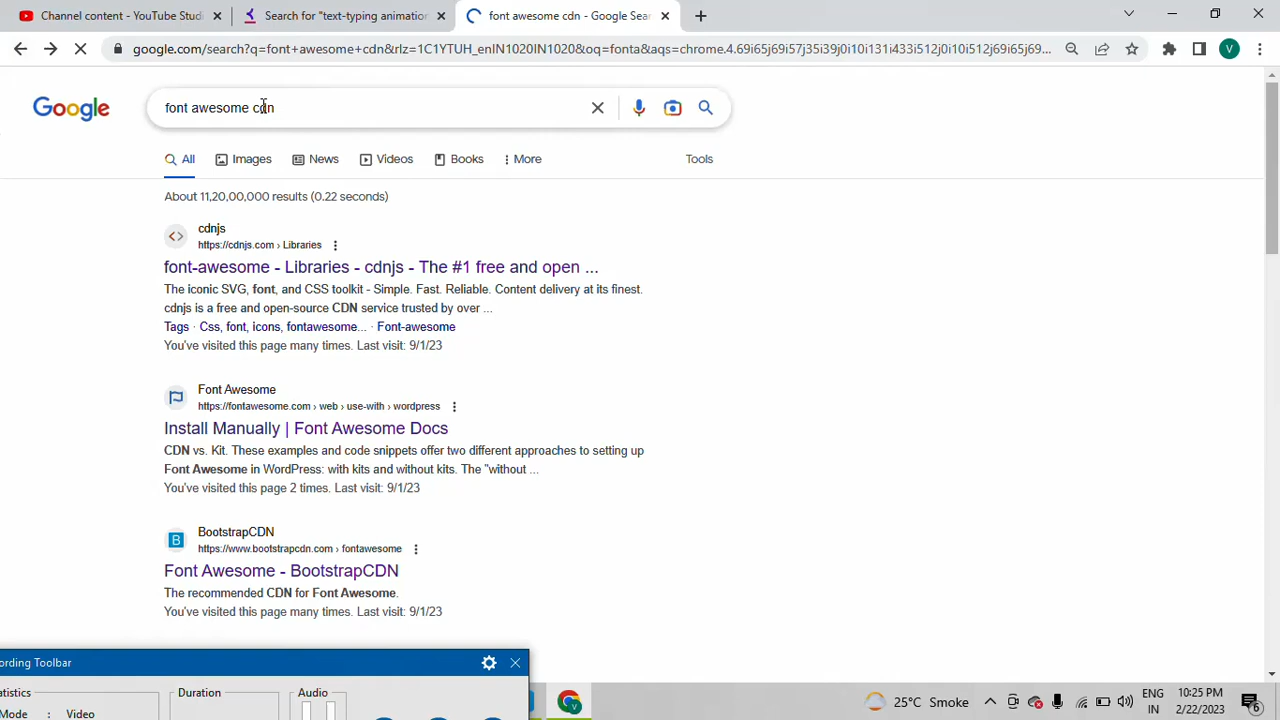 Channel content - YouTube Studi
Search for "text-typing animation
font awesome cdn - Google Sear
google.com/search?q=font+awesome+cdn&rlz=1C1YTUH_enIN1020IN1020&oq=fonta&aqs=chrome.4.69i65j69i57j35i39j0i10i131i433i512j0i10i512j69i65j69...
V
Google
font awesome cdn
All
Images
News
Videos
Books
More
Tools
About 11,20,00,000 results (0.22 seconds)
cdnjs
https://cdnjs.com › Libraries
font-awesome - Libraries - cdnjs - The #1 free and open ...
The iconic SVG, font, and CSS toolkit - Simple. Fast. Reliable. Content delivery at its finest.
cdnjs is a free and open-source CDN service trusted by over ...
Tags · Css, font, icons, fontawesome... · Font-awesome
You've visited this page many times. Last visit: 9/1/23
Font Awesome
https://fontawesome.com › web › use-with › wordpress
Install Manually | Font Awesome Docs
CDN vs. Kit. These examples and code snippets offer two different approaches to setting up
Font Awesome in WordPress: with kits and without kits. The "without ...
You've visited this page 2 times. Last visit: 9/1/23
B
BootstrapCDN
https://www.bootstrapcdn.com › fontawesome
Font Awesome - BootstrapCDN
The recommended CDN for Font Awesome.
You've visited this page many times. Last visit: 9/1/23
ording Toolbar
atistics
Duration
Audio
Mode : Video
25°C Smoke
ENG
IN
10:25 PM
2/22/2023
6